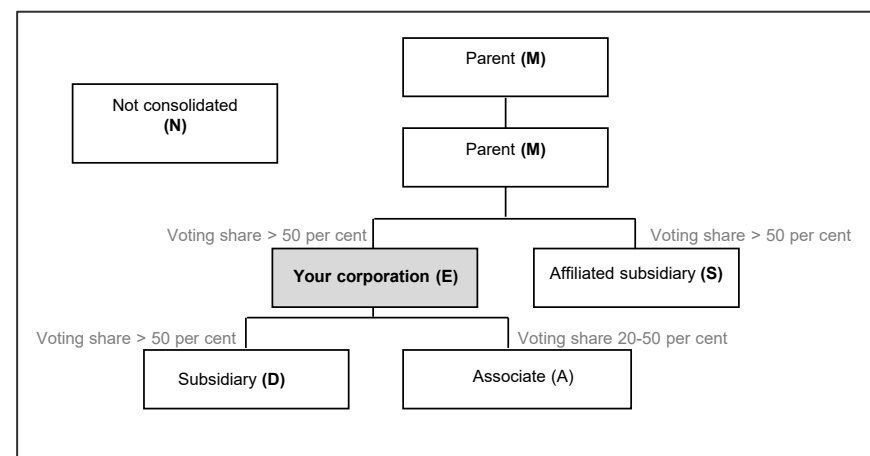 Parent (M)
Not consolidated
(N)
Parent (M)
Voting share > 50 per cent
Voting share > 50 per cent
Your corporation (E)
Affiliated subsidiary (S)
Voting share > 50 per cent
Voting share 20-50 per cent
Subsidiary (D)
Associate (A)